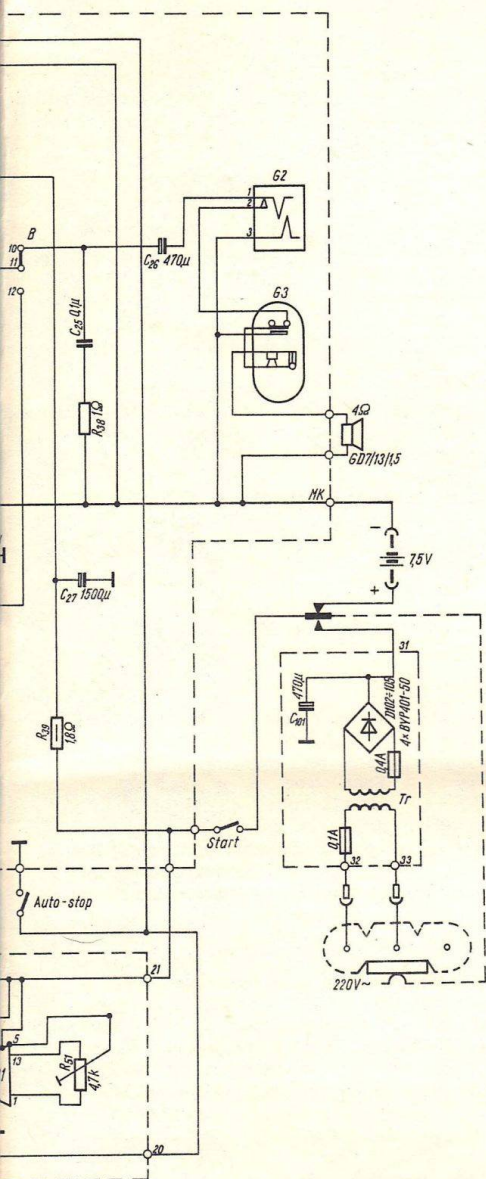 G2
1
2
3
B
10
11
12
C26 470µ
C25 0,1µ
G3
R38 1Ω
4Ω
GD7/13/1,5
MK
−
7,5V
+
C27 1500µ
31
470µ
C101
D102÷105
4×BYP401-50
0,4A
R39
1,8Ω
Tr
Start
0,1A
32
33
Auto-stop
21
220V~
5
13
1
1
R51
4,7k
20